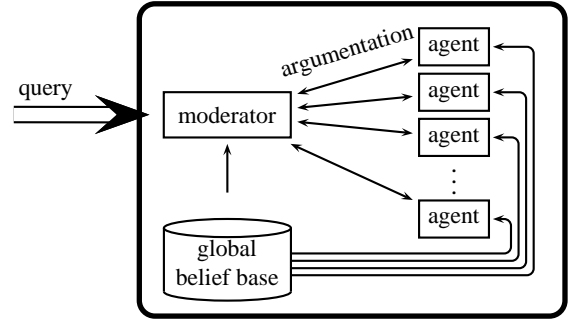 query
argumentation
moderator
agent
agent
agent
agent
global
belief base